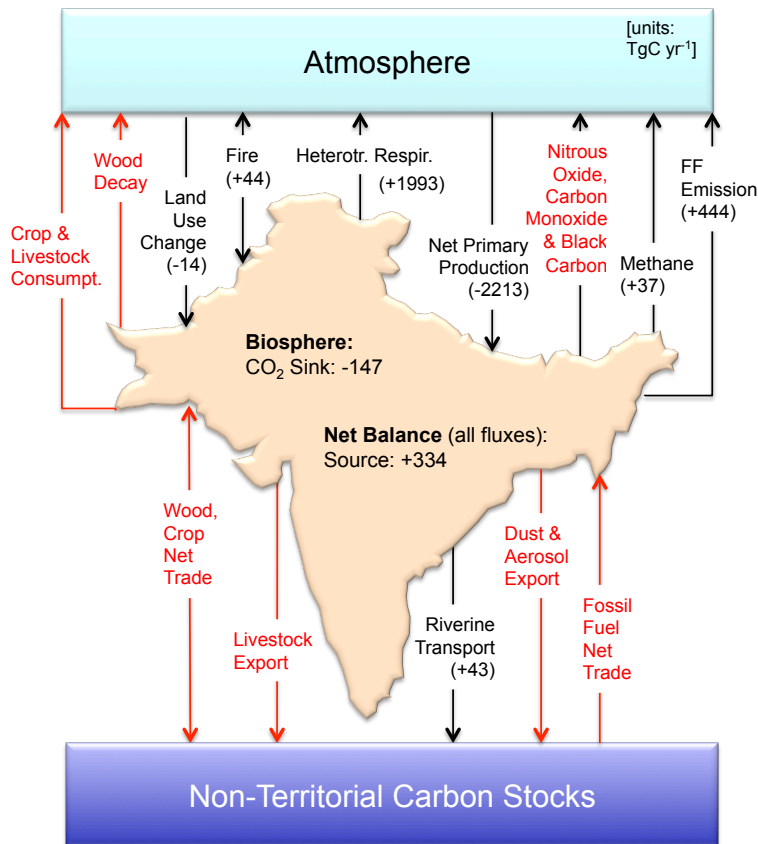 Atmosphere
[units:
TgC yr⁻¹]
Crop &
Livestock
Consumpt.
Wood
Decay
Land
Use
Change
(-14)
Fire
(+44)
Heterotr. Respir.
(+1993)
Net Primary
Production
(-2213)
Nitrous
Oxide,
Carbon
Monoxide
& Black
Carbon
Methane
(+37)
FF
Emission
(+444)
Biosphere:
CO₂ Sink: -147
Net Balance (all fluxes):
Source: +334
Wood,
Crop
Net
Trade
Livestock
Export
Riverine
Transport
(+43)
Dust &
Aerosol
Export
Fossil
Fuel
Net
Trade
Non-Territorial Carbon Stocks